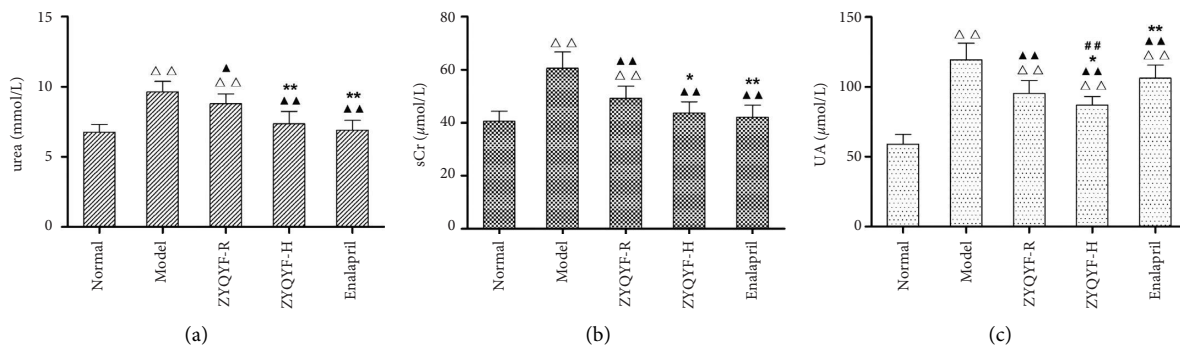 urea (mmol/L)
15
10
5
0
△ △
▲
△ △
**
▲▲
**
▲▲
Normal
Model
ZYQYF-R
ZYQYF-H
Enalapril
(a)
sCr (μmol/L)
80
60
40
20
0
△ △
▲▲
△ △
*
▲▲
**
▲▲
Normal
Model
ZYQYF-R
ZYQYF-H
Enalapril
(b)
UA (μmol/L)
150
100
50
0
△ △
▲▲
△△
##
*
▲▲
△ △
**
▲▲
△△
Normal
Model
ZYQYF-R
ZYQYF-H
Enalapril
(c)